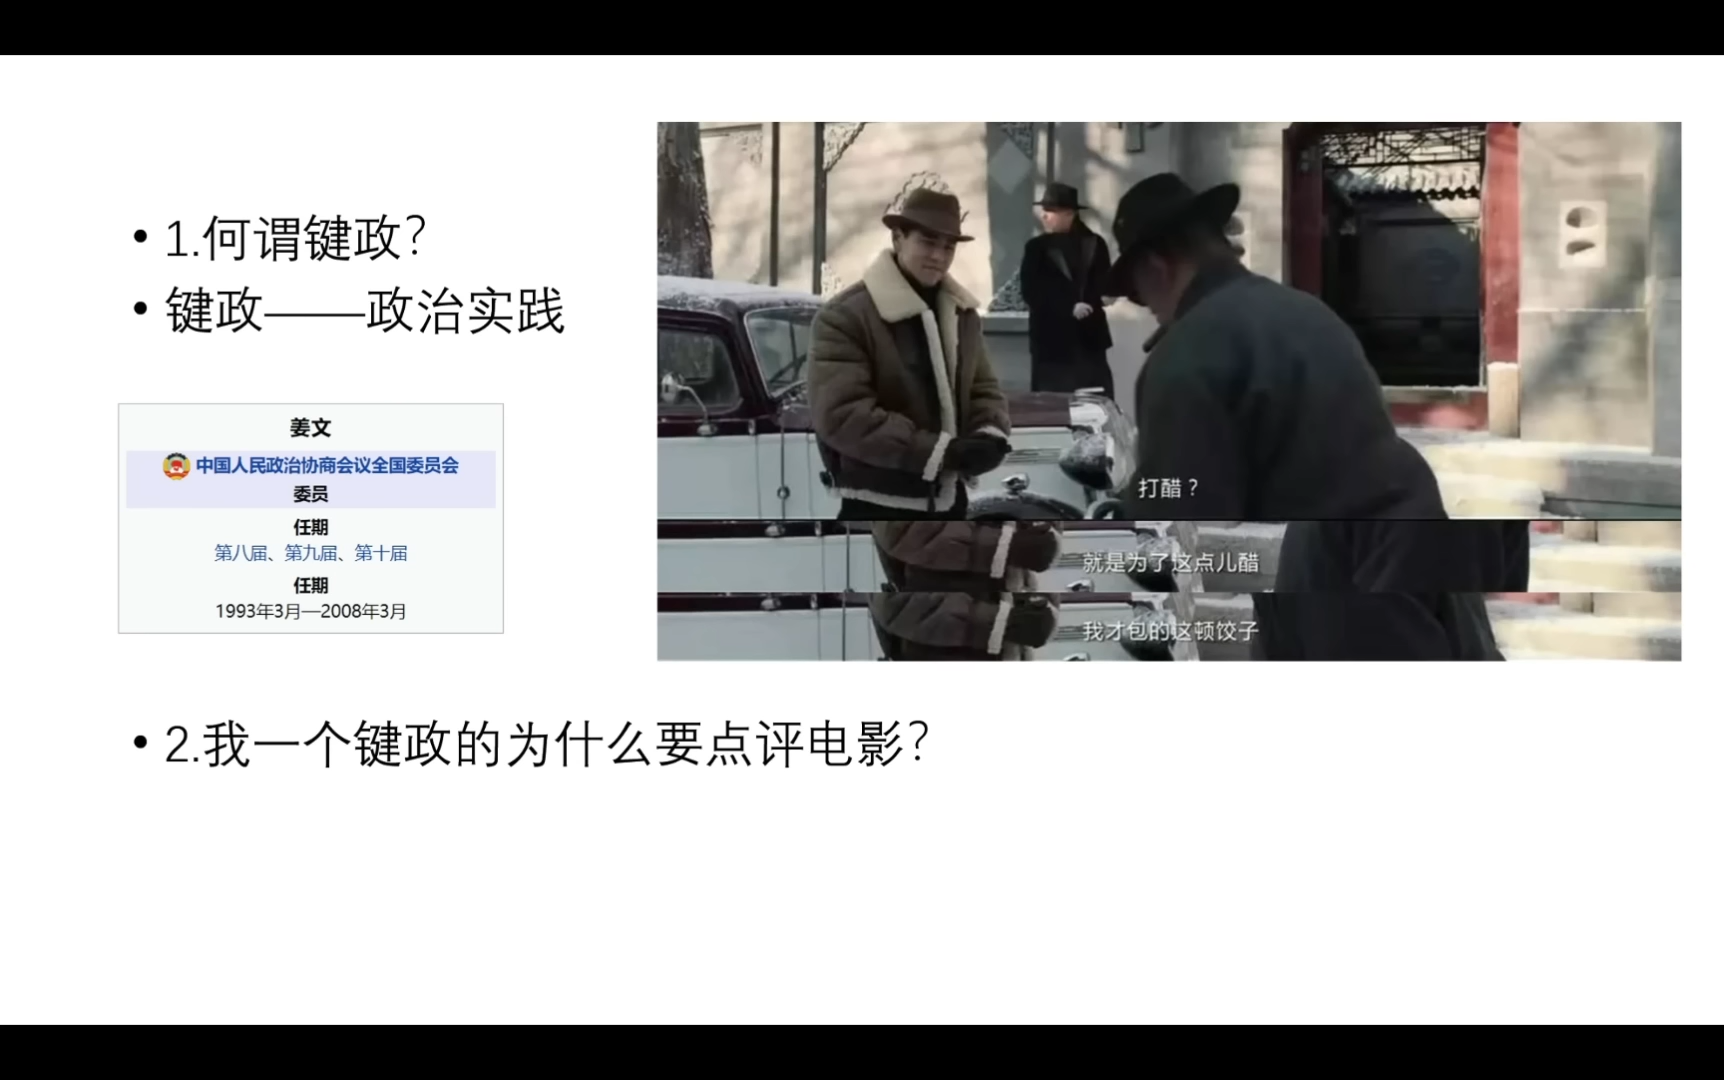 • 1.何谓键政？
• 键政——政治实践
姜文
中国人民政治协商会议全国委员会
委员
任期
第八届、第九届、第十届
任期
1993年3月—2008年3月
打醋？
就是为了这点儿醋
我才包的这顿饺子
• 2.我一个键政的为什么要点评电影？